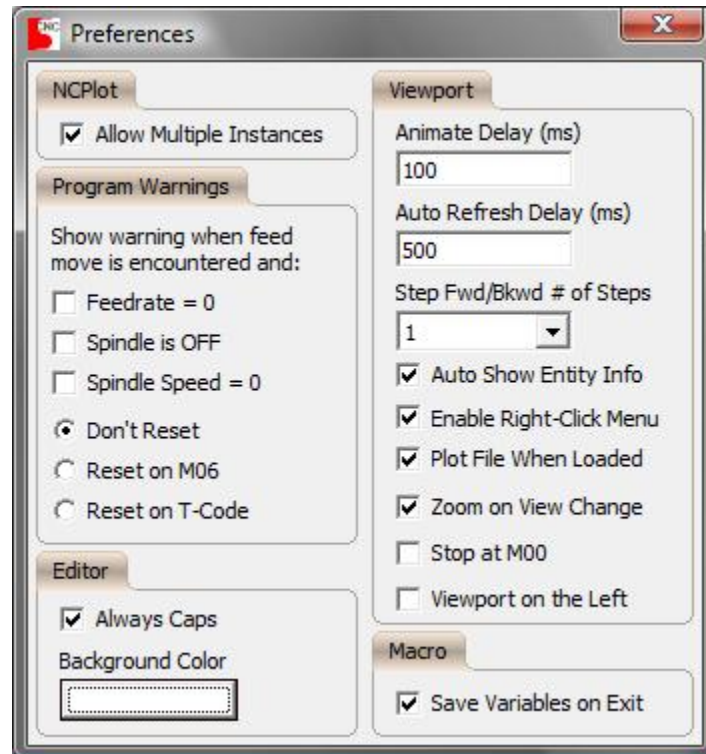 CNC
Preferences
NCPlot
Allow Multiple Instances
Program Warnings
Show warning when feed
move is encountered and:
Feedrate = 0
Spindle is OFF
Spindle Speed = 0
Don't Reset
Reset on M06
Reset on T-Code
Editor
Always Caps
Background Color
Viewport
Animate Delay (ms)
100
Auto Refresh Delay (ms)
500
Step Fwd/Bkwd # of Steps
1
Auto Show Entity Info
Enable Right-Click Menu
Plot File When Loaded
Zoom on View Change
Stop at M00
Viewport on the Left
Macro
Save Variables on Exit